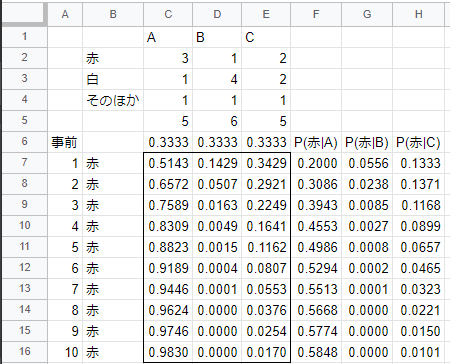 A B C D E F G H
1 A B C
2 赤 3 1 2
3 白 1 4 2
4 そのほか 1 1 1
5 5 6 5
6 事前 0.3333 0.3333 0.3333 P(赤|A) P(赤|B) P(赤|C)
7 1 赤 0.5143 0.1429 0.3429 0.2000 0.0556 0.1333
8 2 赤 0.6572 0.0507 0.2921 0.3086 0.0238 0.1371
9 3 赤 0.7589 0.0163 0.2249 0.3943 0.0085 0.1168
10 4 赤 0.8309 0.0049 0.1641 0.4553 0.0027 0.0899
11 5 赤 0.8823 0.0015 0.1162 0.4986 0.0008 0.0657
12 6 赤 0.9189 0.0004 0.0807 0.5294 0.0002 0.0465
13 7 赤 0.9446 0.0001 0.0553 0.5513 0.0001 0.0323
14 8 赤 0.9624 0.0000 0.0376 0.5668 0.0000 0.0221
15 9 赤 0.9746 0.0000 0.0254 0.5774 0.0000 0.0150
16 10 赤 0.9830 0.0000 0.0170 0.5848 0.0000 0.0101